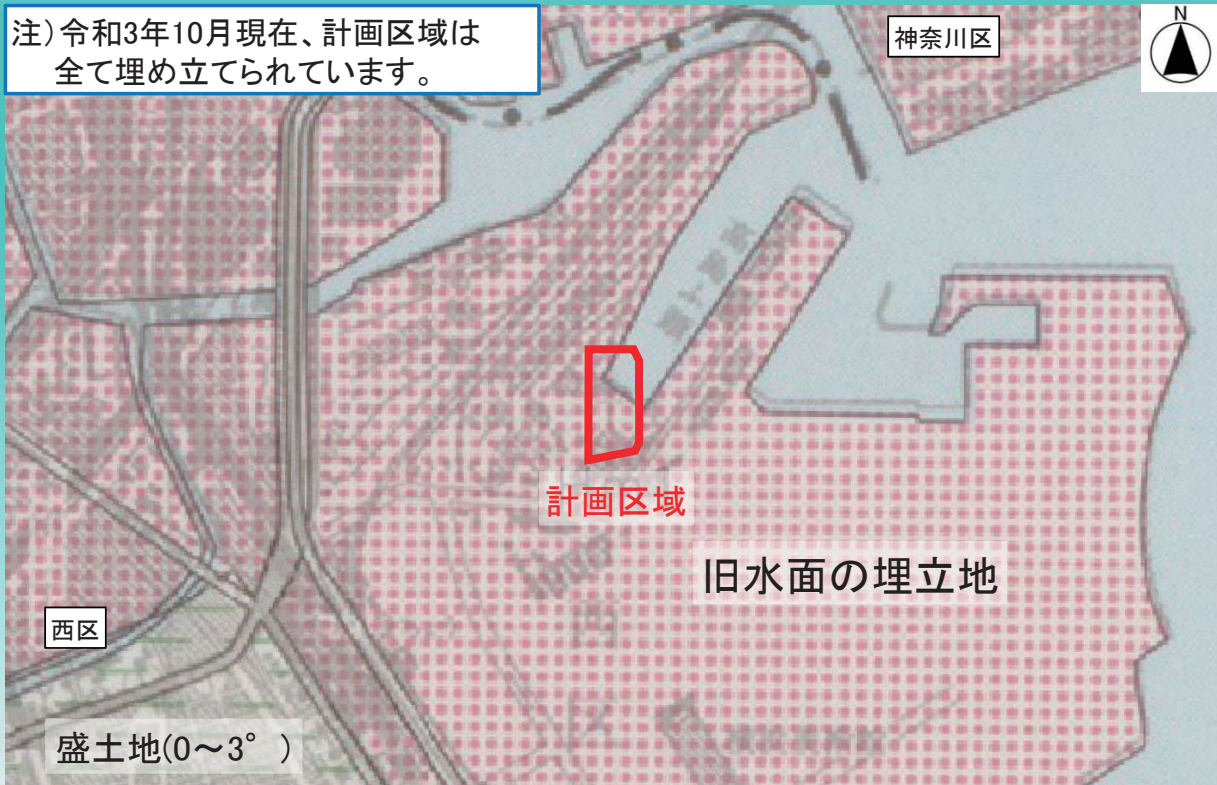 注)令和3年10月現在、計画区域は
全て埋め立てられています。
神奈川区
N
計画区域
旧水面の埋立地
西区
盛土地(0～3°)